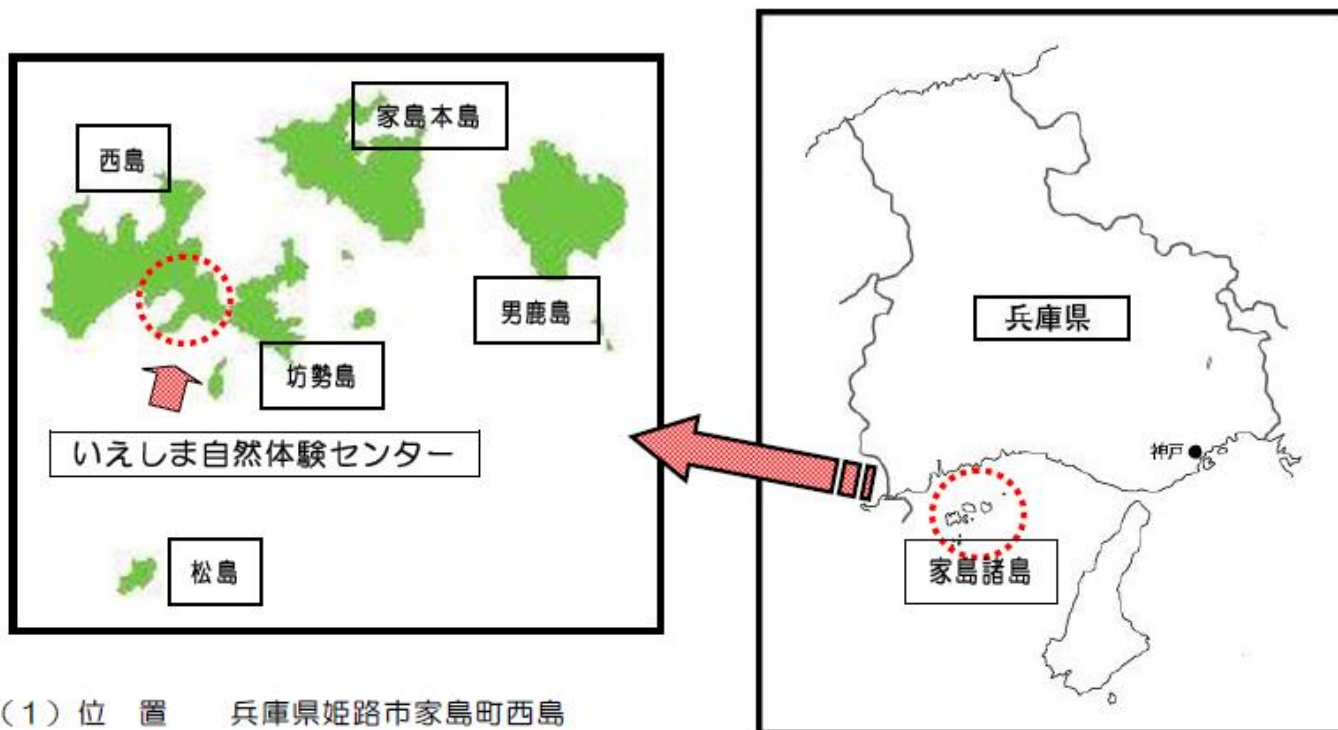 家島本島
西島
男鹿島
坊勢島
いえしま自然体験センター
松島
兵庫県
神戸
家島諸島
（1）位　置　　兵庫県姫路市家島町西島